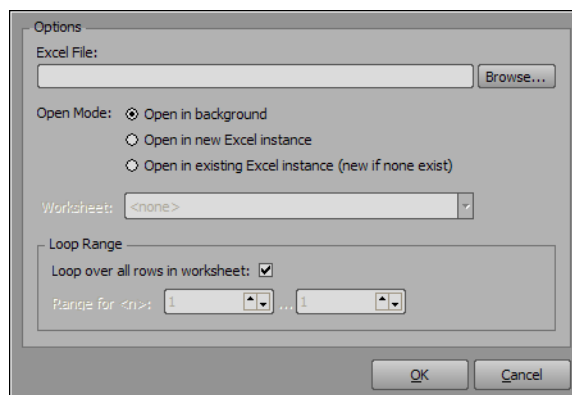 Options
Excel File:
Browse...
Open Mode: Open in background
Open in new Excel instance
Open in existing Excel instance (new if none exist)
Worksheet: <none>
Loop Range
Loop over all rows in worksheet:
Range for <n>: 1 ... 1
OK Cancel